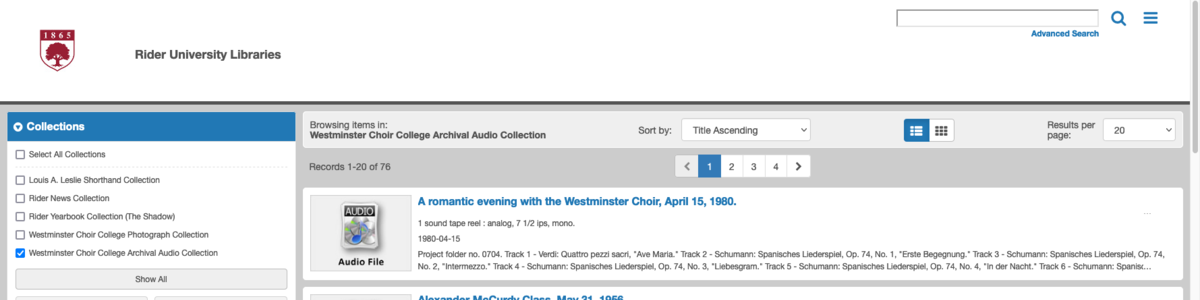 1865
Rider University Libraries
Advanced Search
Collections
Select All Collections
Louis A. Leslie Shorthand Collection
Rider News Collection
Rider Yearbook Collection (The Shadow)
Westminster Choir College Photograph Collection
Westminster Choir College Archival Audio Collection
Show All
Browsing items in:
Westminster Choir College Archival Audio Collection
Sort by:
Title Ascending
Results per
page:
20
Records 1-20 of 76
1 2 3 4
AUDIO
Audio File
A romantic evening with the Westminster Choir, April 15, 1980.
...
1 sound tape reel : analog, 7 1/2 ips, mono.
1980-04-15
Project folder no. 0704. Track 1 - Verdi: Quattro pezzi sacri, "Ave Maria." Track 2 - Schumann: Spanisches Liederspiel, Op. 74, No. 1, "Erste Begegnung." Track 3 - Schumann: Spanisches Liederspiel, Op. 74,
No. 2, "Intermezzo." Track 4 - Schumann: Spanisches Liederspiel, Op. 74, No. 3, "Liebesgram." Track 5 - Schumann: Spanisches Liederspiel, Op. 74, No. 4, "In der Nacht." Track 6 - Schumann: Spanisc...
Alexander McCurdy Class, May 31, 1956